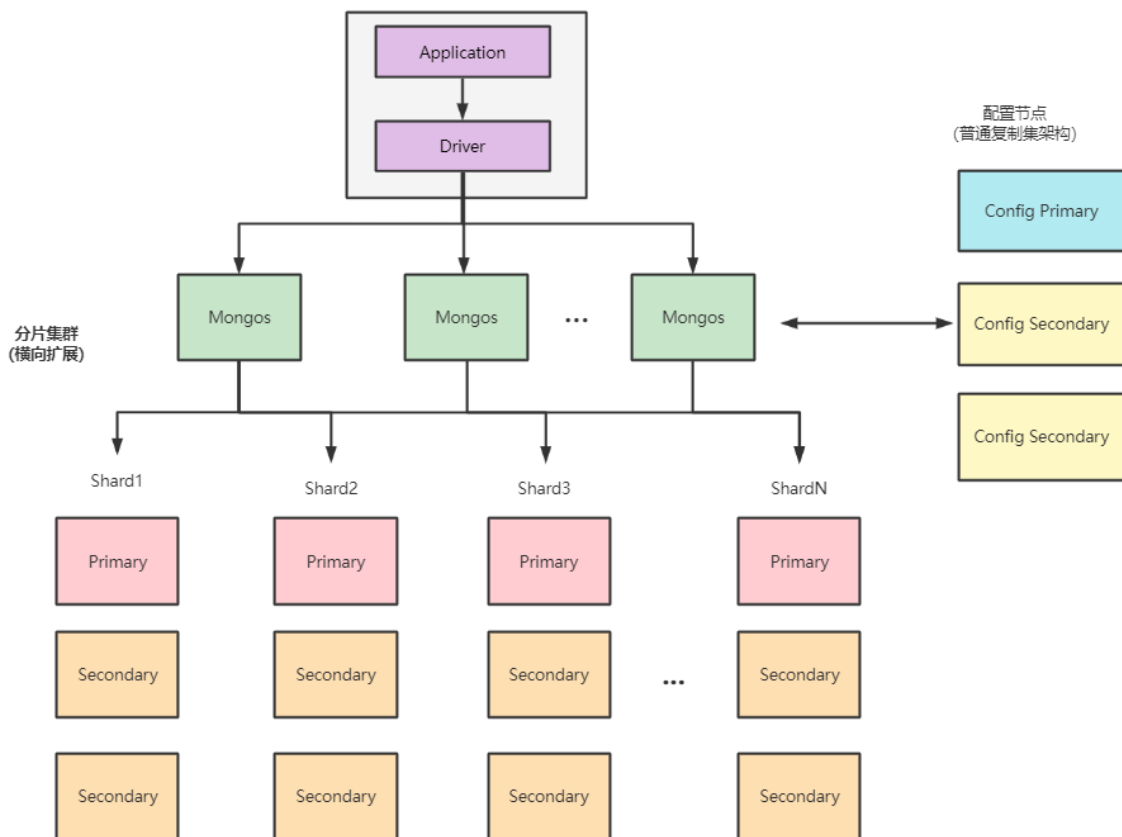 Application
Driver
配置节点
(普通复制集架构)
Config Primary
Mongos
Mongos
...
Mongos
Config Secondary
分片集群
(横向扩展)
Config Secondary
Shard1
Shard2
Shard3
ShardN
Primary
Primary
Primary
Primary
Secondary
Secondary
Secondary
...
Secondary
Secondary
Secondary
Secondary
Secondary